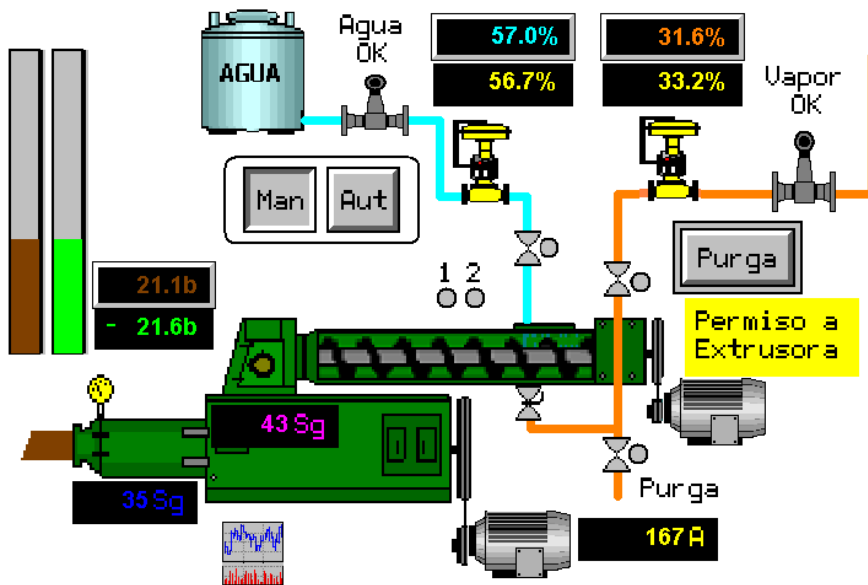 Agua
OK
57.0%
31.6%
AGUA
56.7%
33.2%
Vapor
OK
Man
Aut
Purga
1 2
21.1b
- 21.6b
Permiso a
Extrusora
43 Sg
35 Sg
Purga
167 A